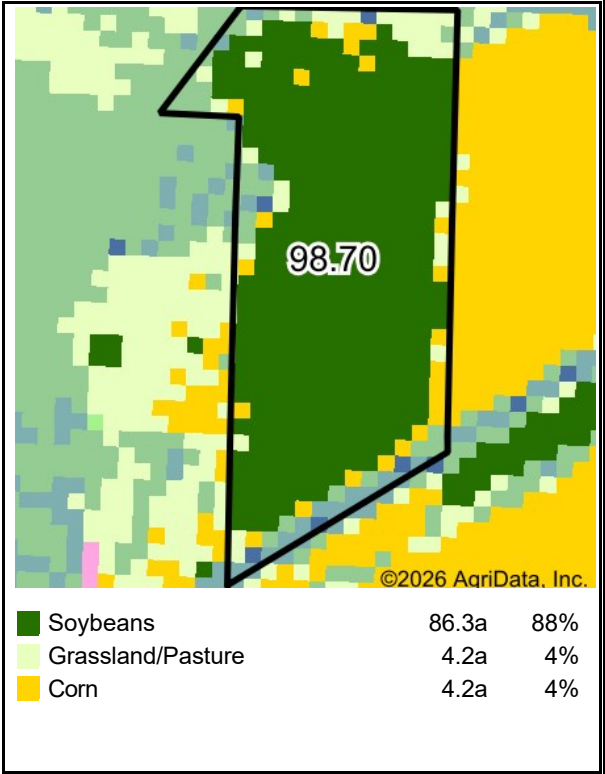 98.70
©2026 AgriData, Inc.
Soybeans 86.3a 88%
Grassland/Pasture 4.2a 4%
Corn 4.2a 4%